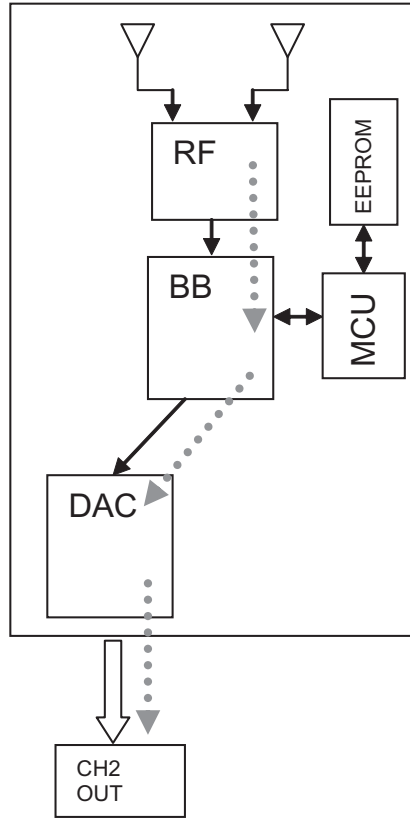 RF
EEPROM
BB
MCU
DAC
CH2
OUT